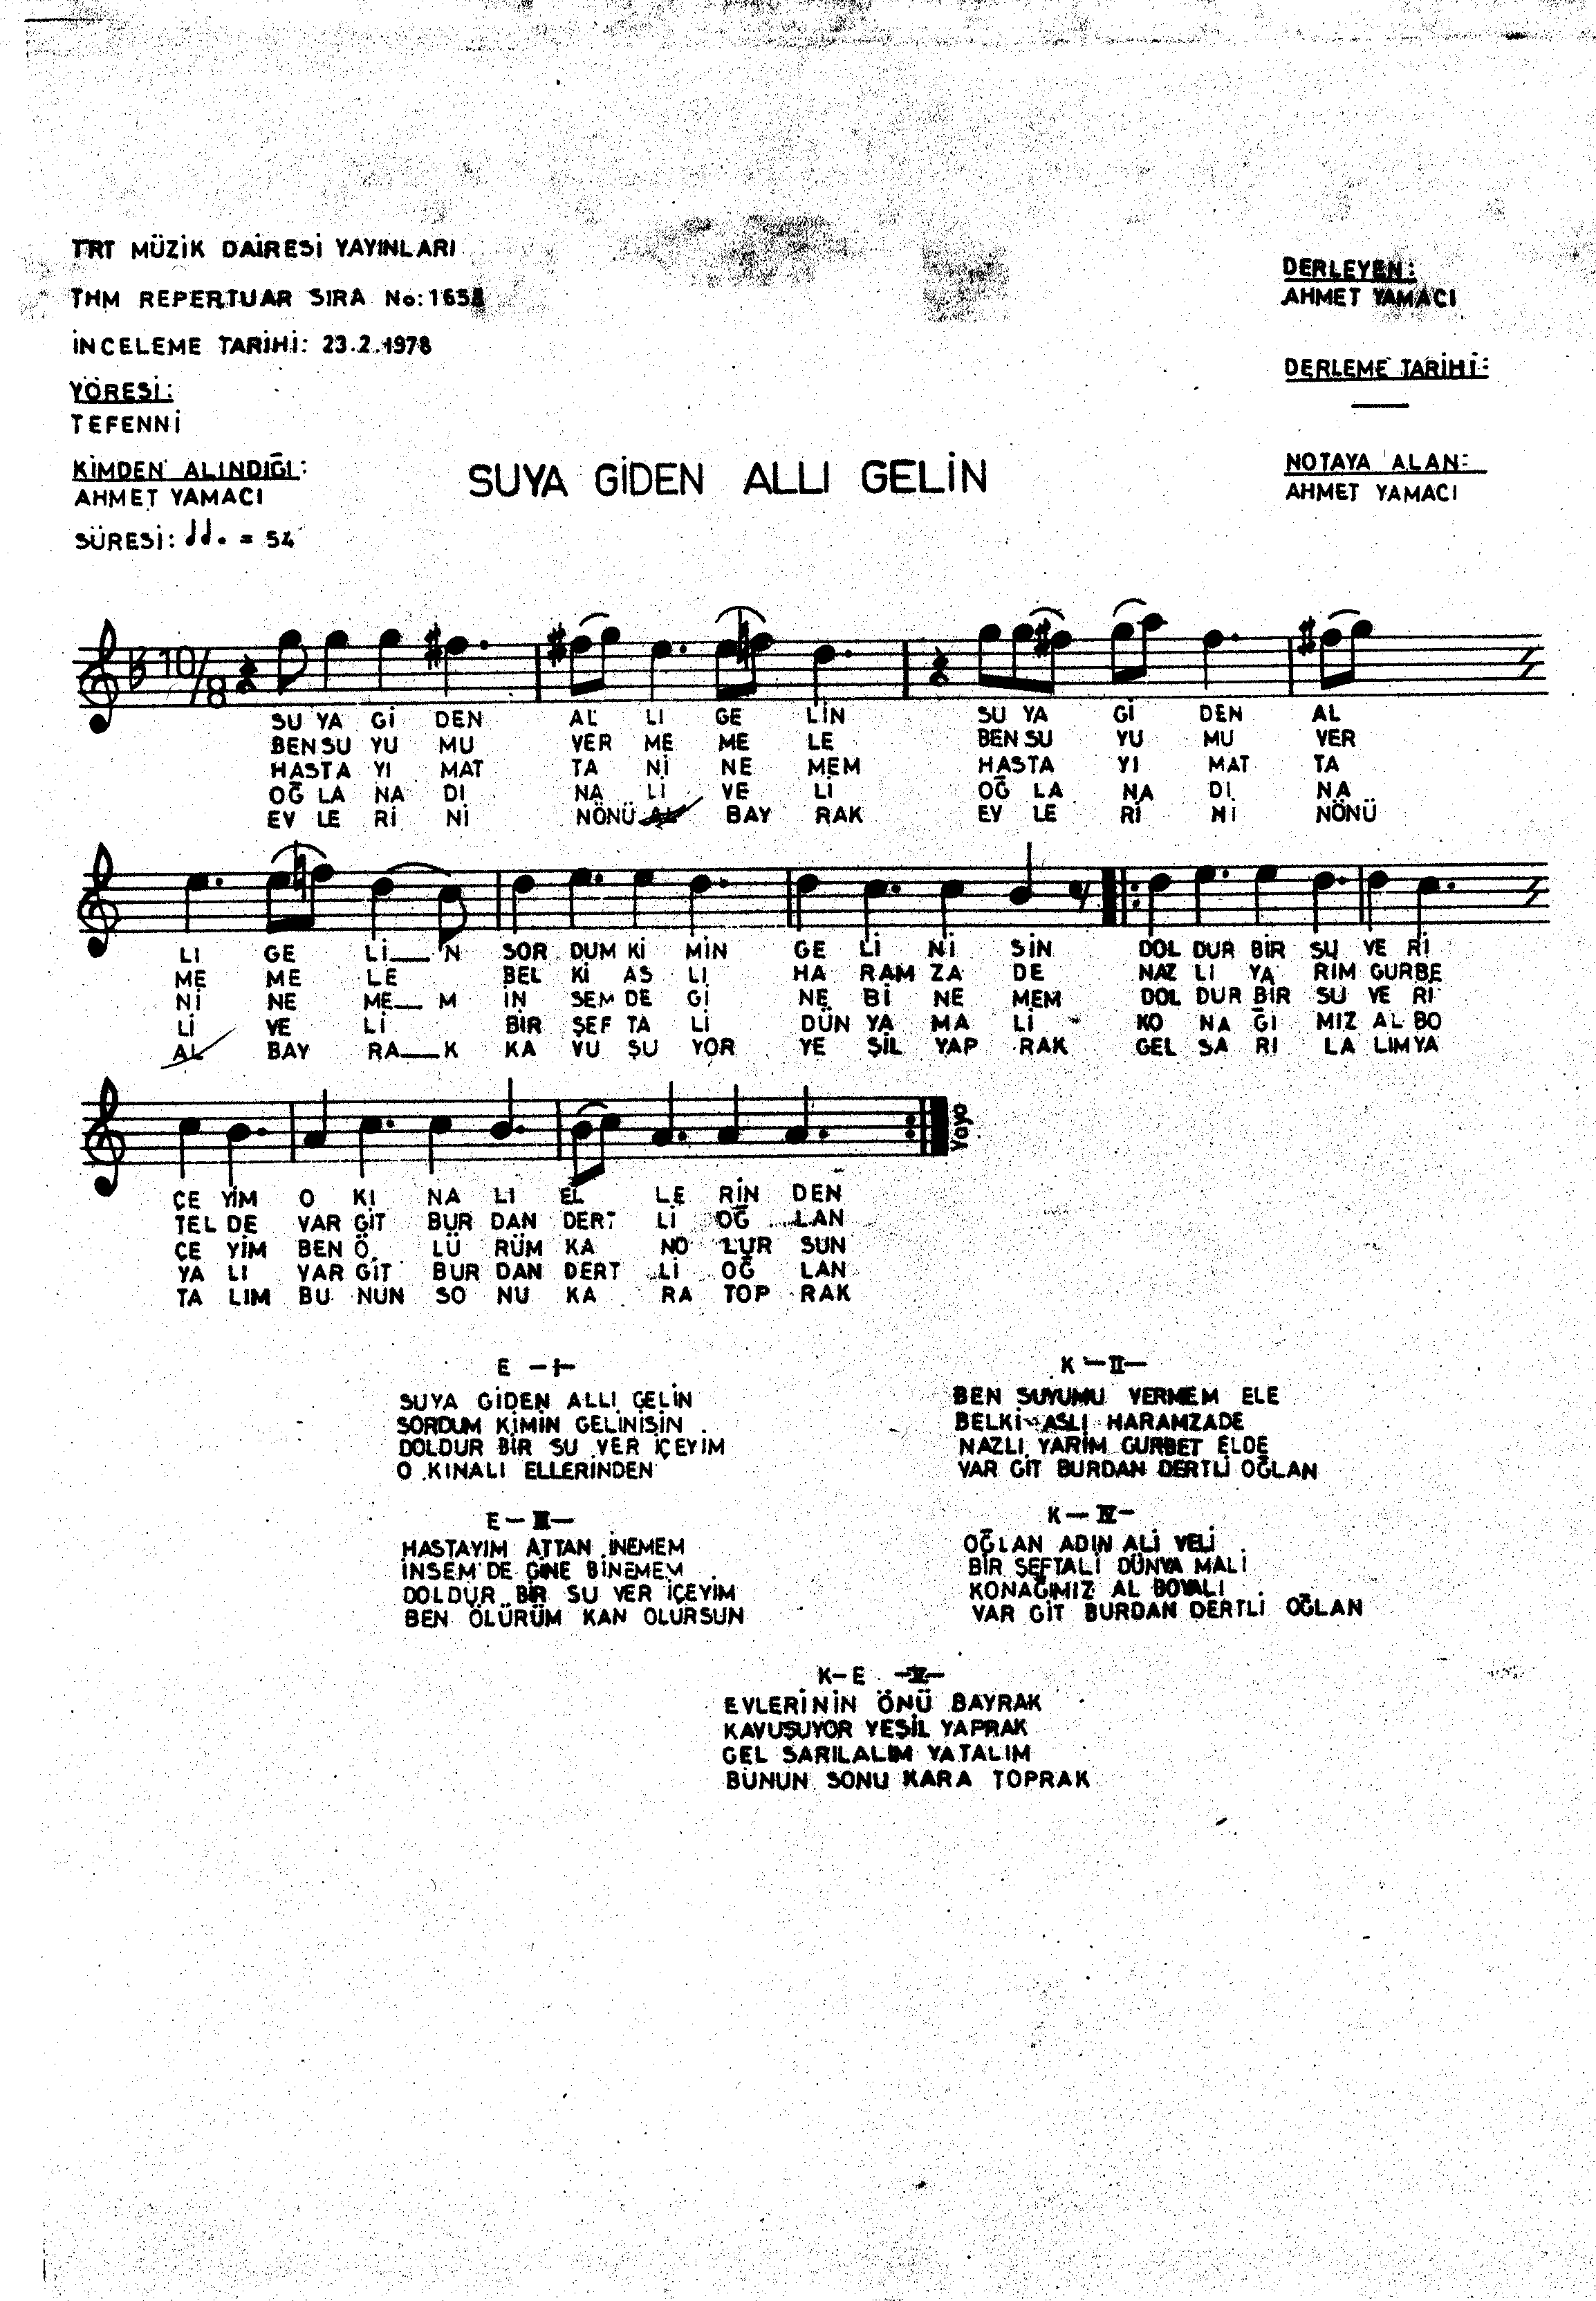 TRT MÜZİK DAİRESİ YAYINLARI
THM REPERTUAR SIRA No:
İNCELEME TARİHİ: 23.2.1978
YÖRESİ:
TEFENNİ
KİMDEN ALINDIĞI:
AHMET YAMACI
SÜRESİ: = 54
DERLEYEN:
AHMET YAMACI
DERLEME TARİHİ:
NOTAYA ALAN:
AHMET YAMACI
SUYA GİDEN ALLI GELİN
10/8
SU YA Gİ DEN AL LI GE LİN SU YA Gİ DEN AL
BEN SU YU MU VER ME ME LE BEN SU YU MU VER
HASTA YI MAT TA Nİ NE MEM HASTA YI MAT TA
OĞ LA NA DI NA Lİ VE Lİ OĞ LA NA DI NA
EV LE Rİ Nİ NÖNÜ AL BAY RAK EV LE Rİ Nİ NÖNÜ
LI GE Lİ N SOR DUM Kİ MİN GE Lİ Nİ SİN DOL DUR BİR SU VE Rİ
ME ME LE BEL Kİ AS LI HA RAM ZA DE NAZ LI YA RIM GURBE
Nİ NE ME M İN SEM DE Gİ NE Bİ NE MEM DOL DUR BİR SU VE Rİ
Lİ VE Lİ BİR ŞEF TA Lİ DÜN YA MA Lİ KO NA ĞI MIZ AL BO
AL BAY RA K KA VU ŞU YOR YE ŞİL YAP RAK GEL SA RI LA LIM YA
ÇE YİM O KI NA LI EL LE RİN DEN
TEL DE VAR GİT BUR DAN DERT Lİ OĞ LAN
ÇE YİM BEN Ö LÜ RÜM KA NO LUR SUN
YA LI VAR GİT BUR DAN DERT Lİ OĞ LAN
TA LIM BU NUN SO NU KA RA TOP RAK
Yayo
E -I-
SUYA GİDEN ALLI GELİN
SORDUM KİMİN GELİNİSİN
DOLDUR BİR SU VER İÇEYİM
O KINALI ELLERİNDEN
K -II-
BEN SUYUMU VERMEM ELE
BELKİ ASLI HARAMZADE
NAZLI YARİM GURBET ELDE
VAR GİT BURDAN DERTLİ OĞLAN
E -III-
HASTAYIM ATTAN İNEMEM
İNSEM'DE GİNE BİNEMEM
DOLDUR BİR SU VER İÇEYİM
BEN ÖLÜRÜM KAN OLURSUN
K -IV-
OĞLAN ADIN ALİ VELİ
BİR ŞEFTALİ DÜNYA MALİ
KONAĞIMIZ AL BOYALI
VAR GİT BURDAN DERTLİ OĞLAN
K-E -V-
EVLERİNİN ÖNÜ BAYRAK
KAVUŞUYOR YEŞİL YAPRAK
GEL SARILALIM YATALIM
BUNUN SONU KARA TOPRAK